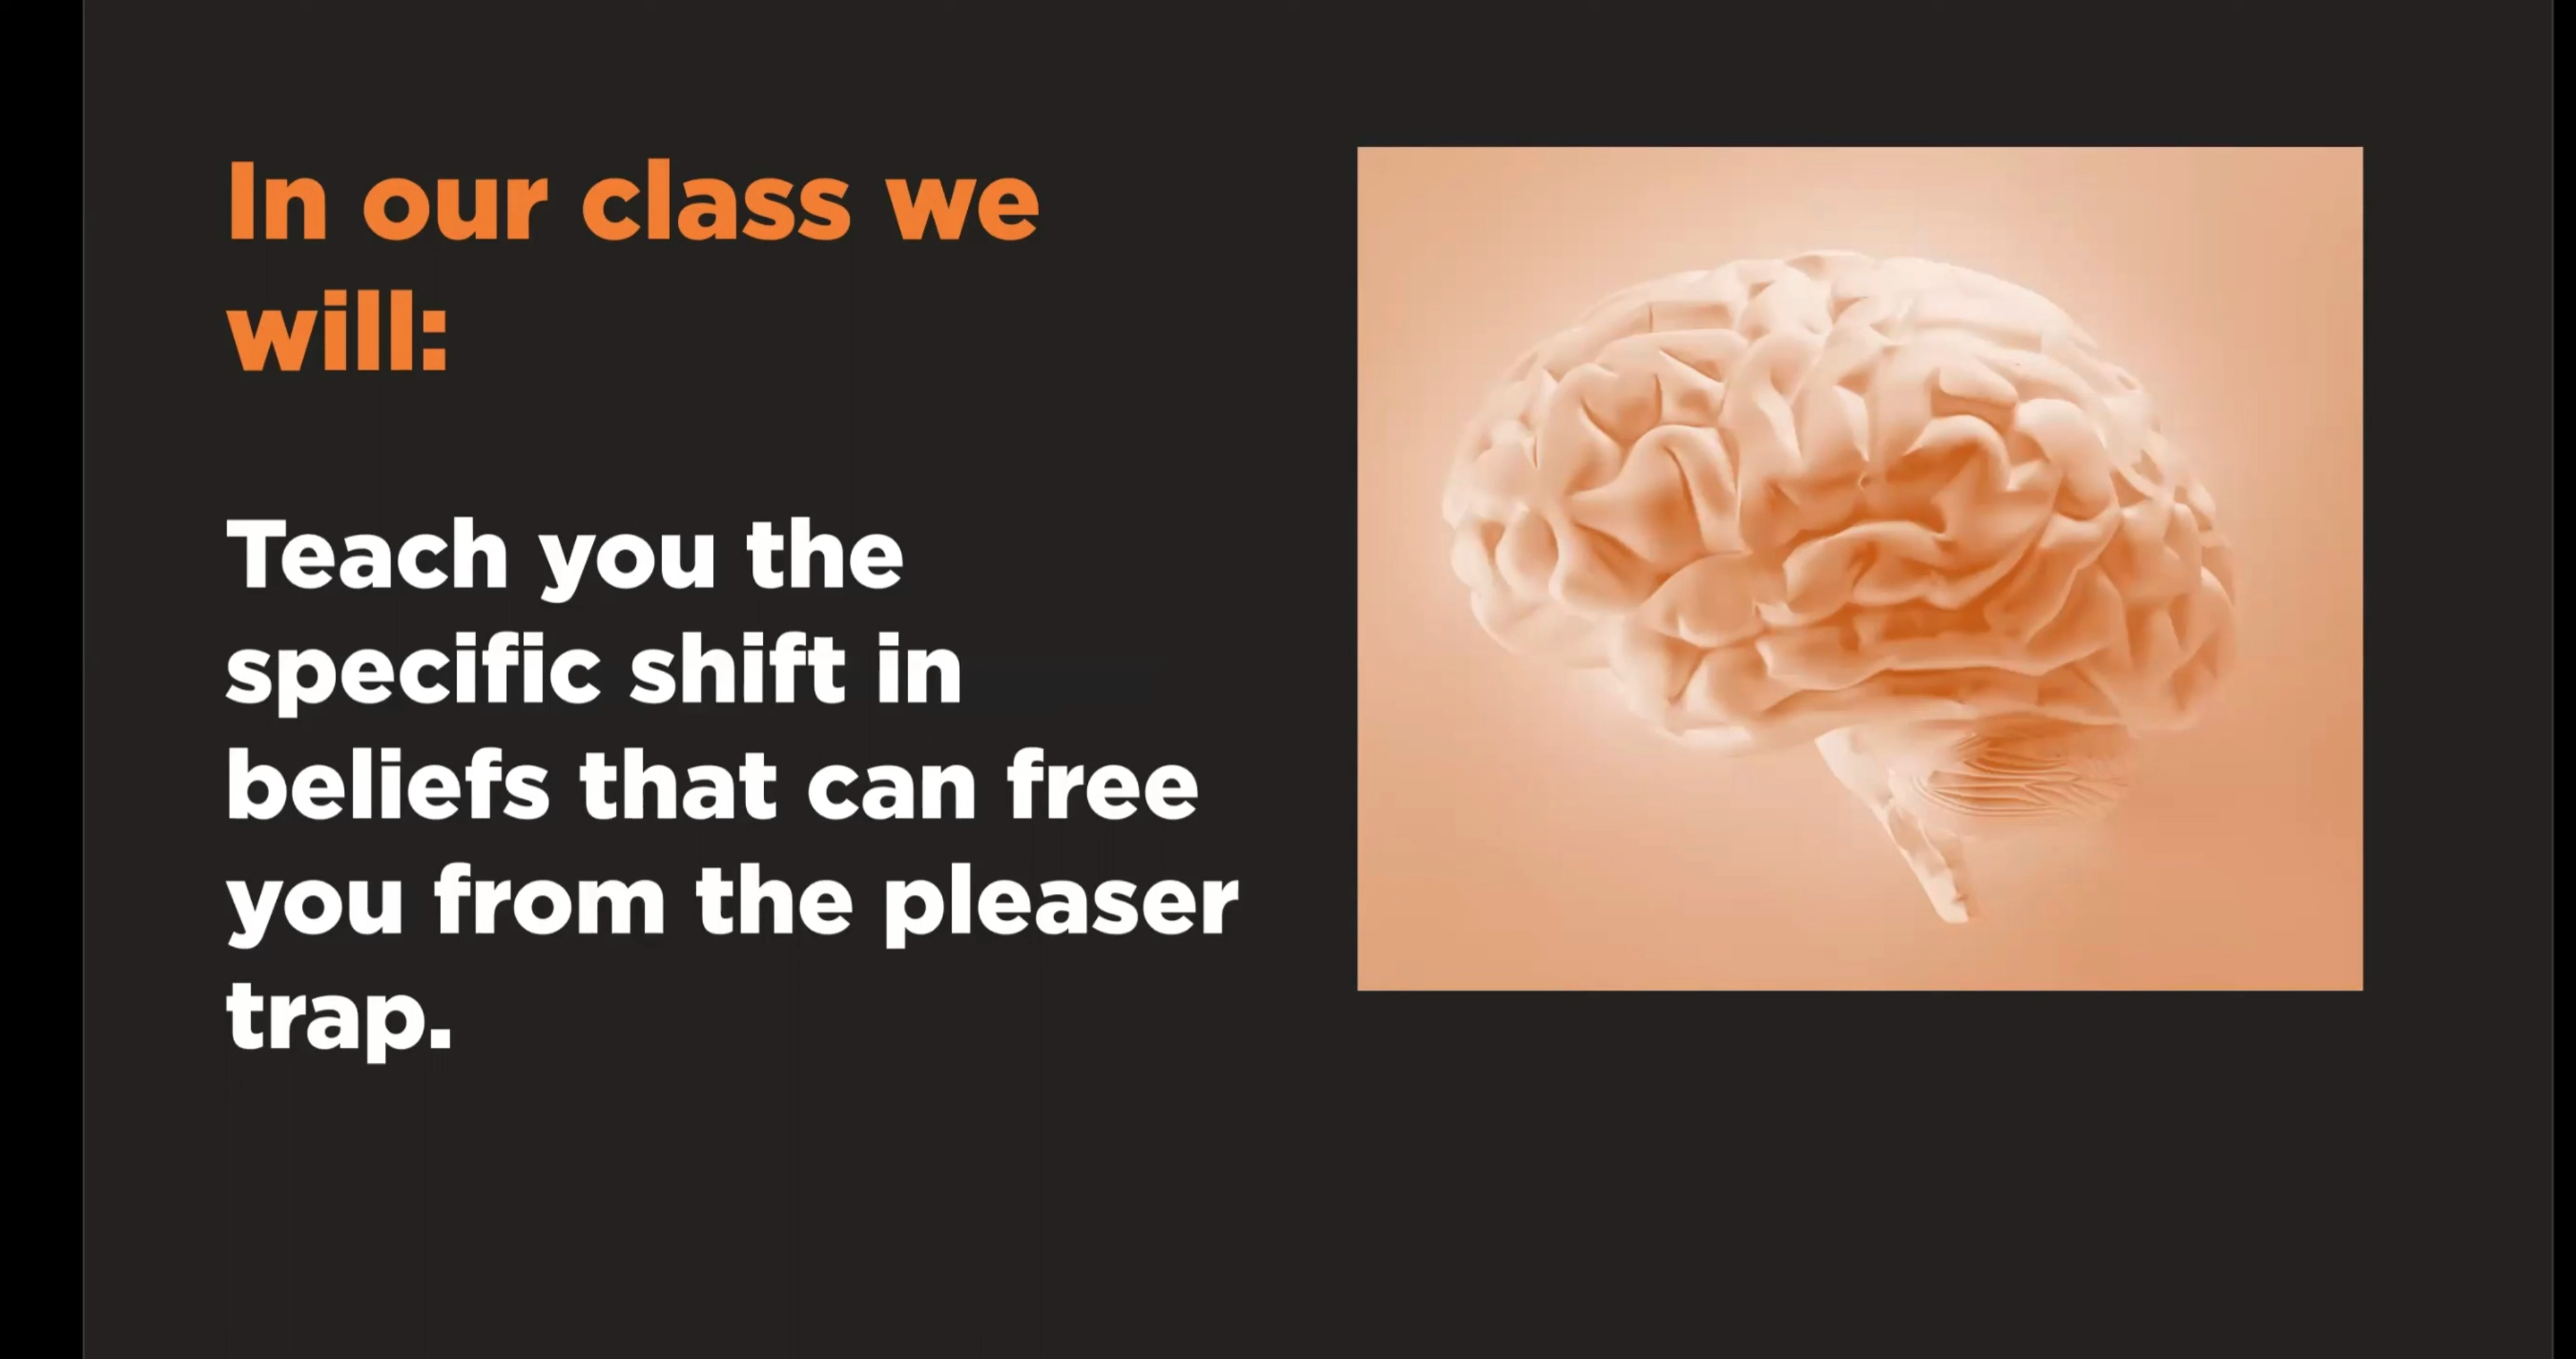 In our class we
will:
Teach you the
specific shift in
beliefs that can free
you from the pleaser
trap.